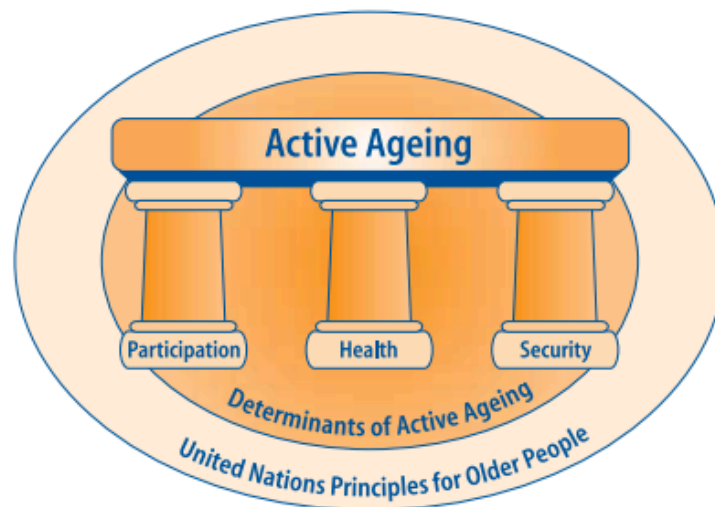 Active Ageing
Participation
Health
Security
Determinants of Active Ageing
United Nations Principles for Older People